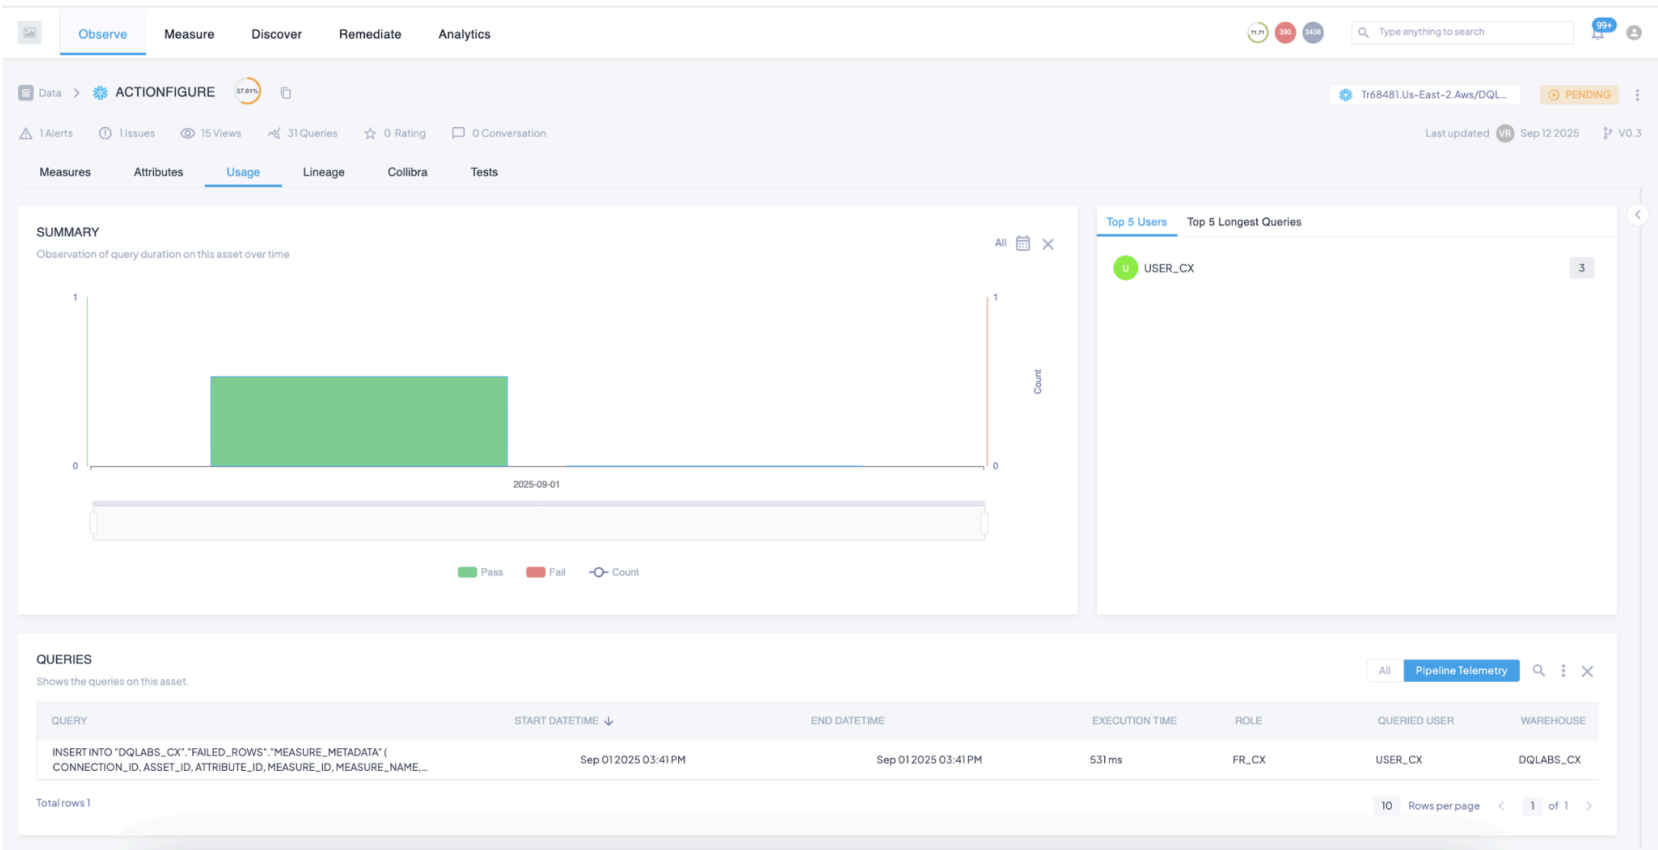 Observe
Measure
Discover
Remediate
Analytics
71.71
390
3438
Type anything to search
99+
Data
ACTIONFIGURE
57.61%
Tr68481.Us-East-2.Aws/DQL...
PENDING
1 Alerts
1 Issues
15 Views
31 Queries
0 Rating
0 Conversation
Last updated VR Sep 12 2025
V0.3
Measures
Attributes
Usage
Lineage
Collibra
Tests
SUMMARY
Observation of query duration on this asset over time
All
1
1
Count
0
0
2025-09-01
Pass
Fail
Count
Top 5 Users
Top 5 Longest Queries
U
USER_CX
3
QUERIES
Shows the queries on this asset.
All
Pipeline Telemetry
QUERY
START DATETIME
END DATETIME
EXECUTION TIME
ROLE
QUERIED USER
WAREHOUSE
INSERT INTO "DQLABS_CX"."FAILED_ROWS"."MEASURE_METADATA" (
CONNECTION_ID, ASSET_ID, ATTRIBUTE_ID, MEASURE_ID, MEASURE_NAME,...
Sep 01 2025 03:41 PM
Sep 01 2025 03:41 PM
531 ms
FR_CX
USER_CX
DQLABS_CX
Total rows 1
10 Rows per page
1 of 1